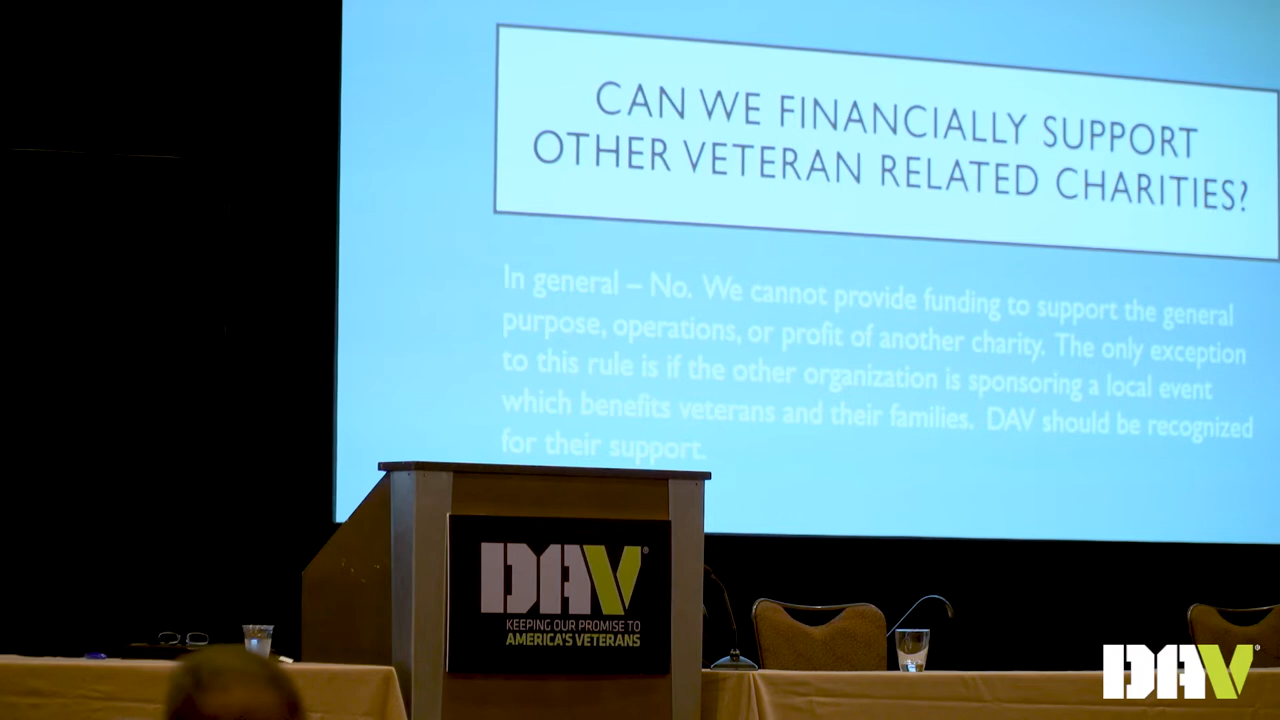 CAN WE FINANCIALLY SUPPORT
OTHER VETERAN RELATED CHARITIES?
In general – No. We cannot provide funding to support the general
purpose, operations, or profit of another charity. The only exception
to this rule is if the other organization is sponsoring a local event
which benefits veterans and their families. DAV should be recognized
for their support.
DAV®
KEEPING OUR PROMISE TO
AMERICA'S VETERANS
DAV®